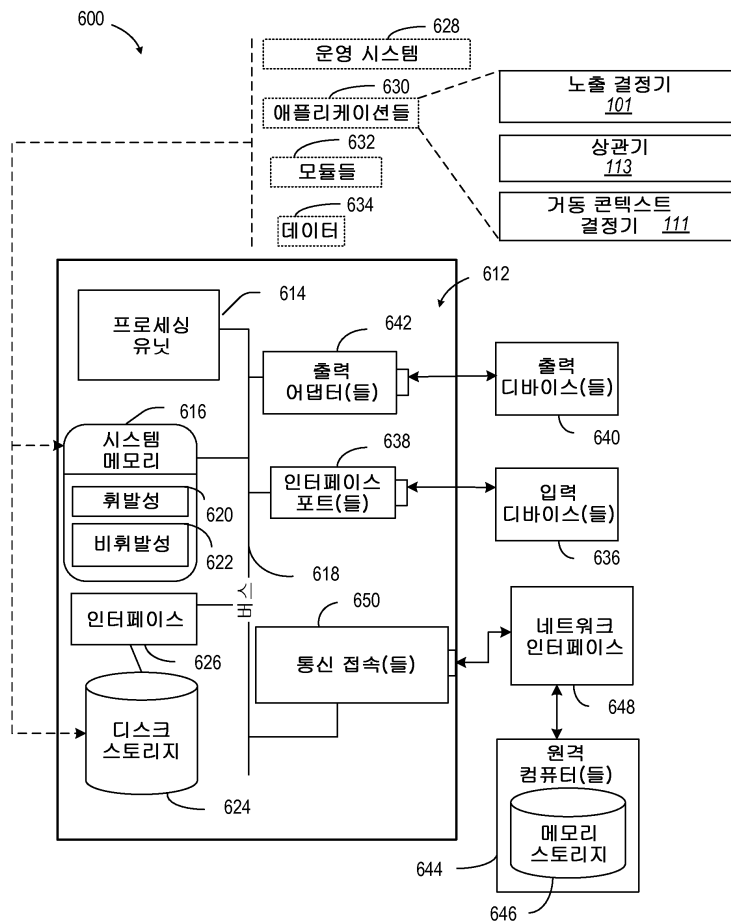 600
628
운영 시스템
630
애플리케이션들
632
모듈들
634
데이터
노출 결정기
101
상관기
113
거동 콘텍스트
결정기 111
612
614
프로세싱
유닛
642
출력
어댑터(들)
출력
디바이스(들)
640
616
시스템
메모리
휘발성
620
비휘발성
622
638
인터페이스
포트(들)
입력
디바이스(들)
636
618
버스
인터페이스
626
650
통신 접속(들)
네트워크
인터페이스
648
디스크
스토리지
624
원격
컴퓨터(들)
메모리
스토리지
644
646